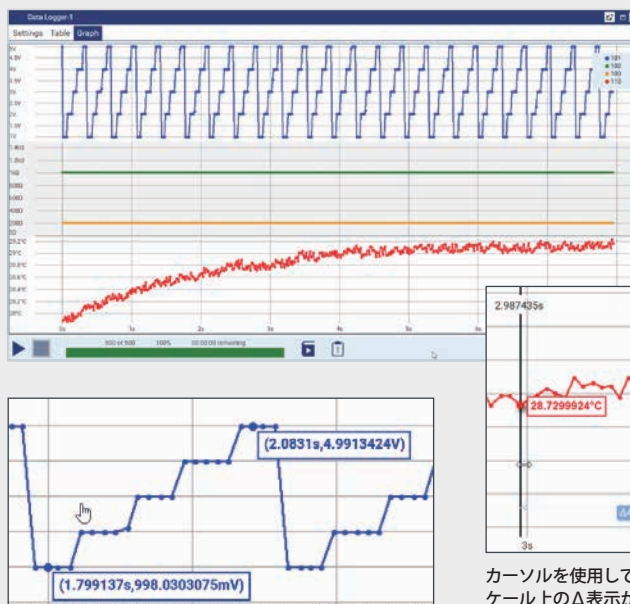 Data Logger-1
Settings Table Graph
5V
4.5V
4V
3.5V
3V
2.5V
2V
1.5V
1V
101
102
103
110
1.4kΩ
1.2kΩ
1kΩ
800Ω
600Ω
400Ω
200Ω
0Ω
29.2°C
29°C
28.8°C
28.6°C
28.4°C
28.2°C
28°C
0s 1s 2s 3s 4s 5s 6s
500 of 500 100% 00:00:00 remaining
2.987435s
28.7299924°C
3s
(2.0831s,4.9913424V)
(1.799137s,998.0303075mV)
カーソルを使用して
ケール上のΔ表示が